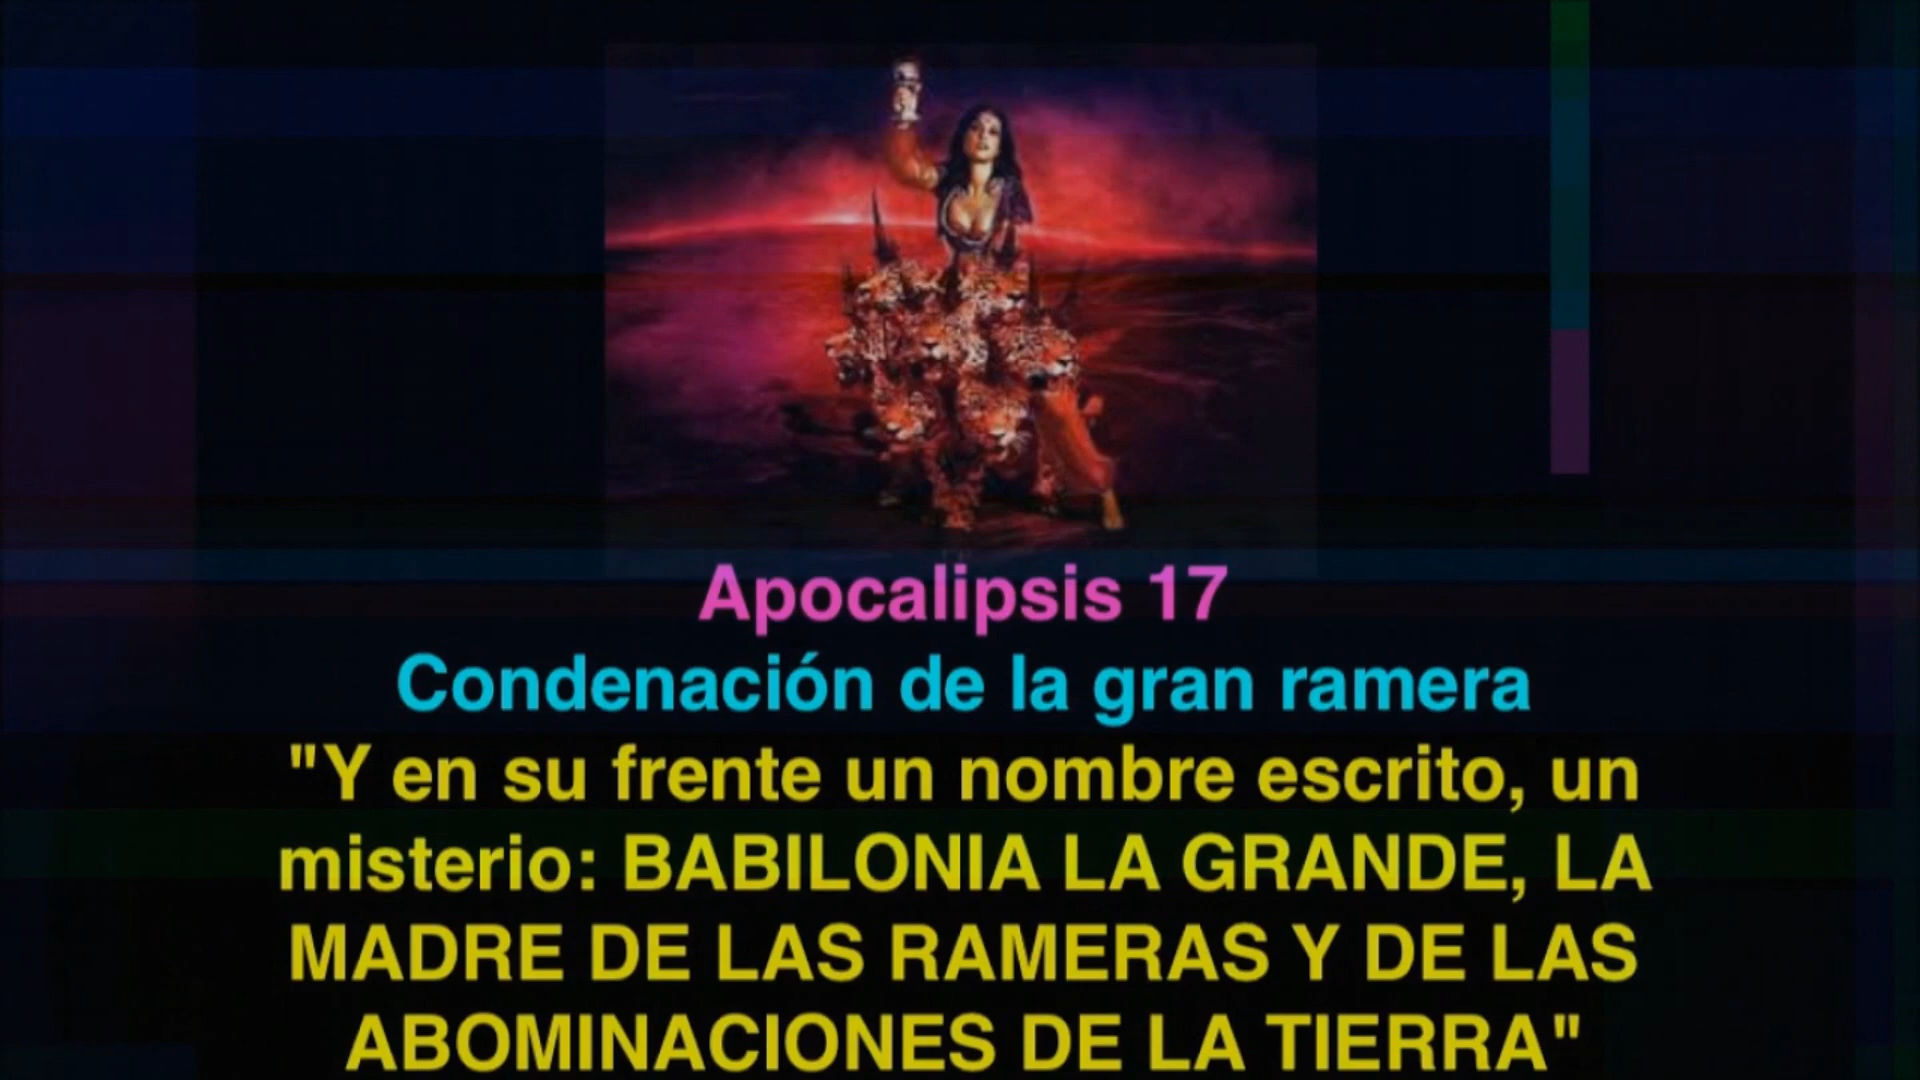 Apocalipsis 17
Condenación de la gran ramera
"Y en su frente un nombre escrito, un
misterio: BABILONIA LA GRANDE, LA
MADRE DE LAS RAMERAS Y DE LAS
ABOMINACIONES DE LA TIERRA"